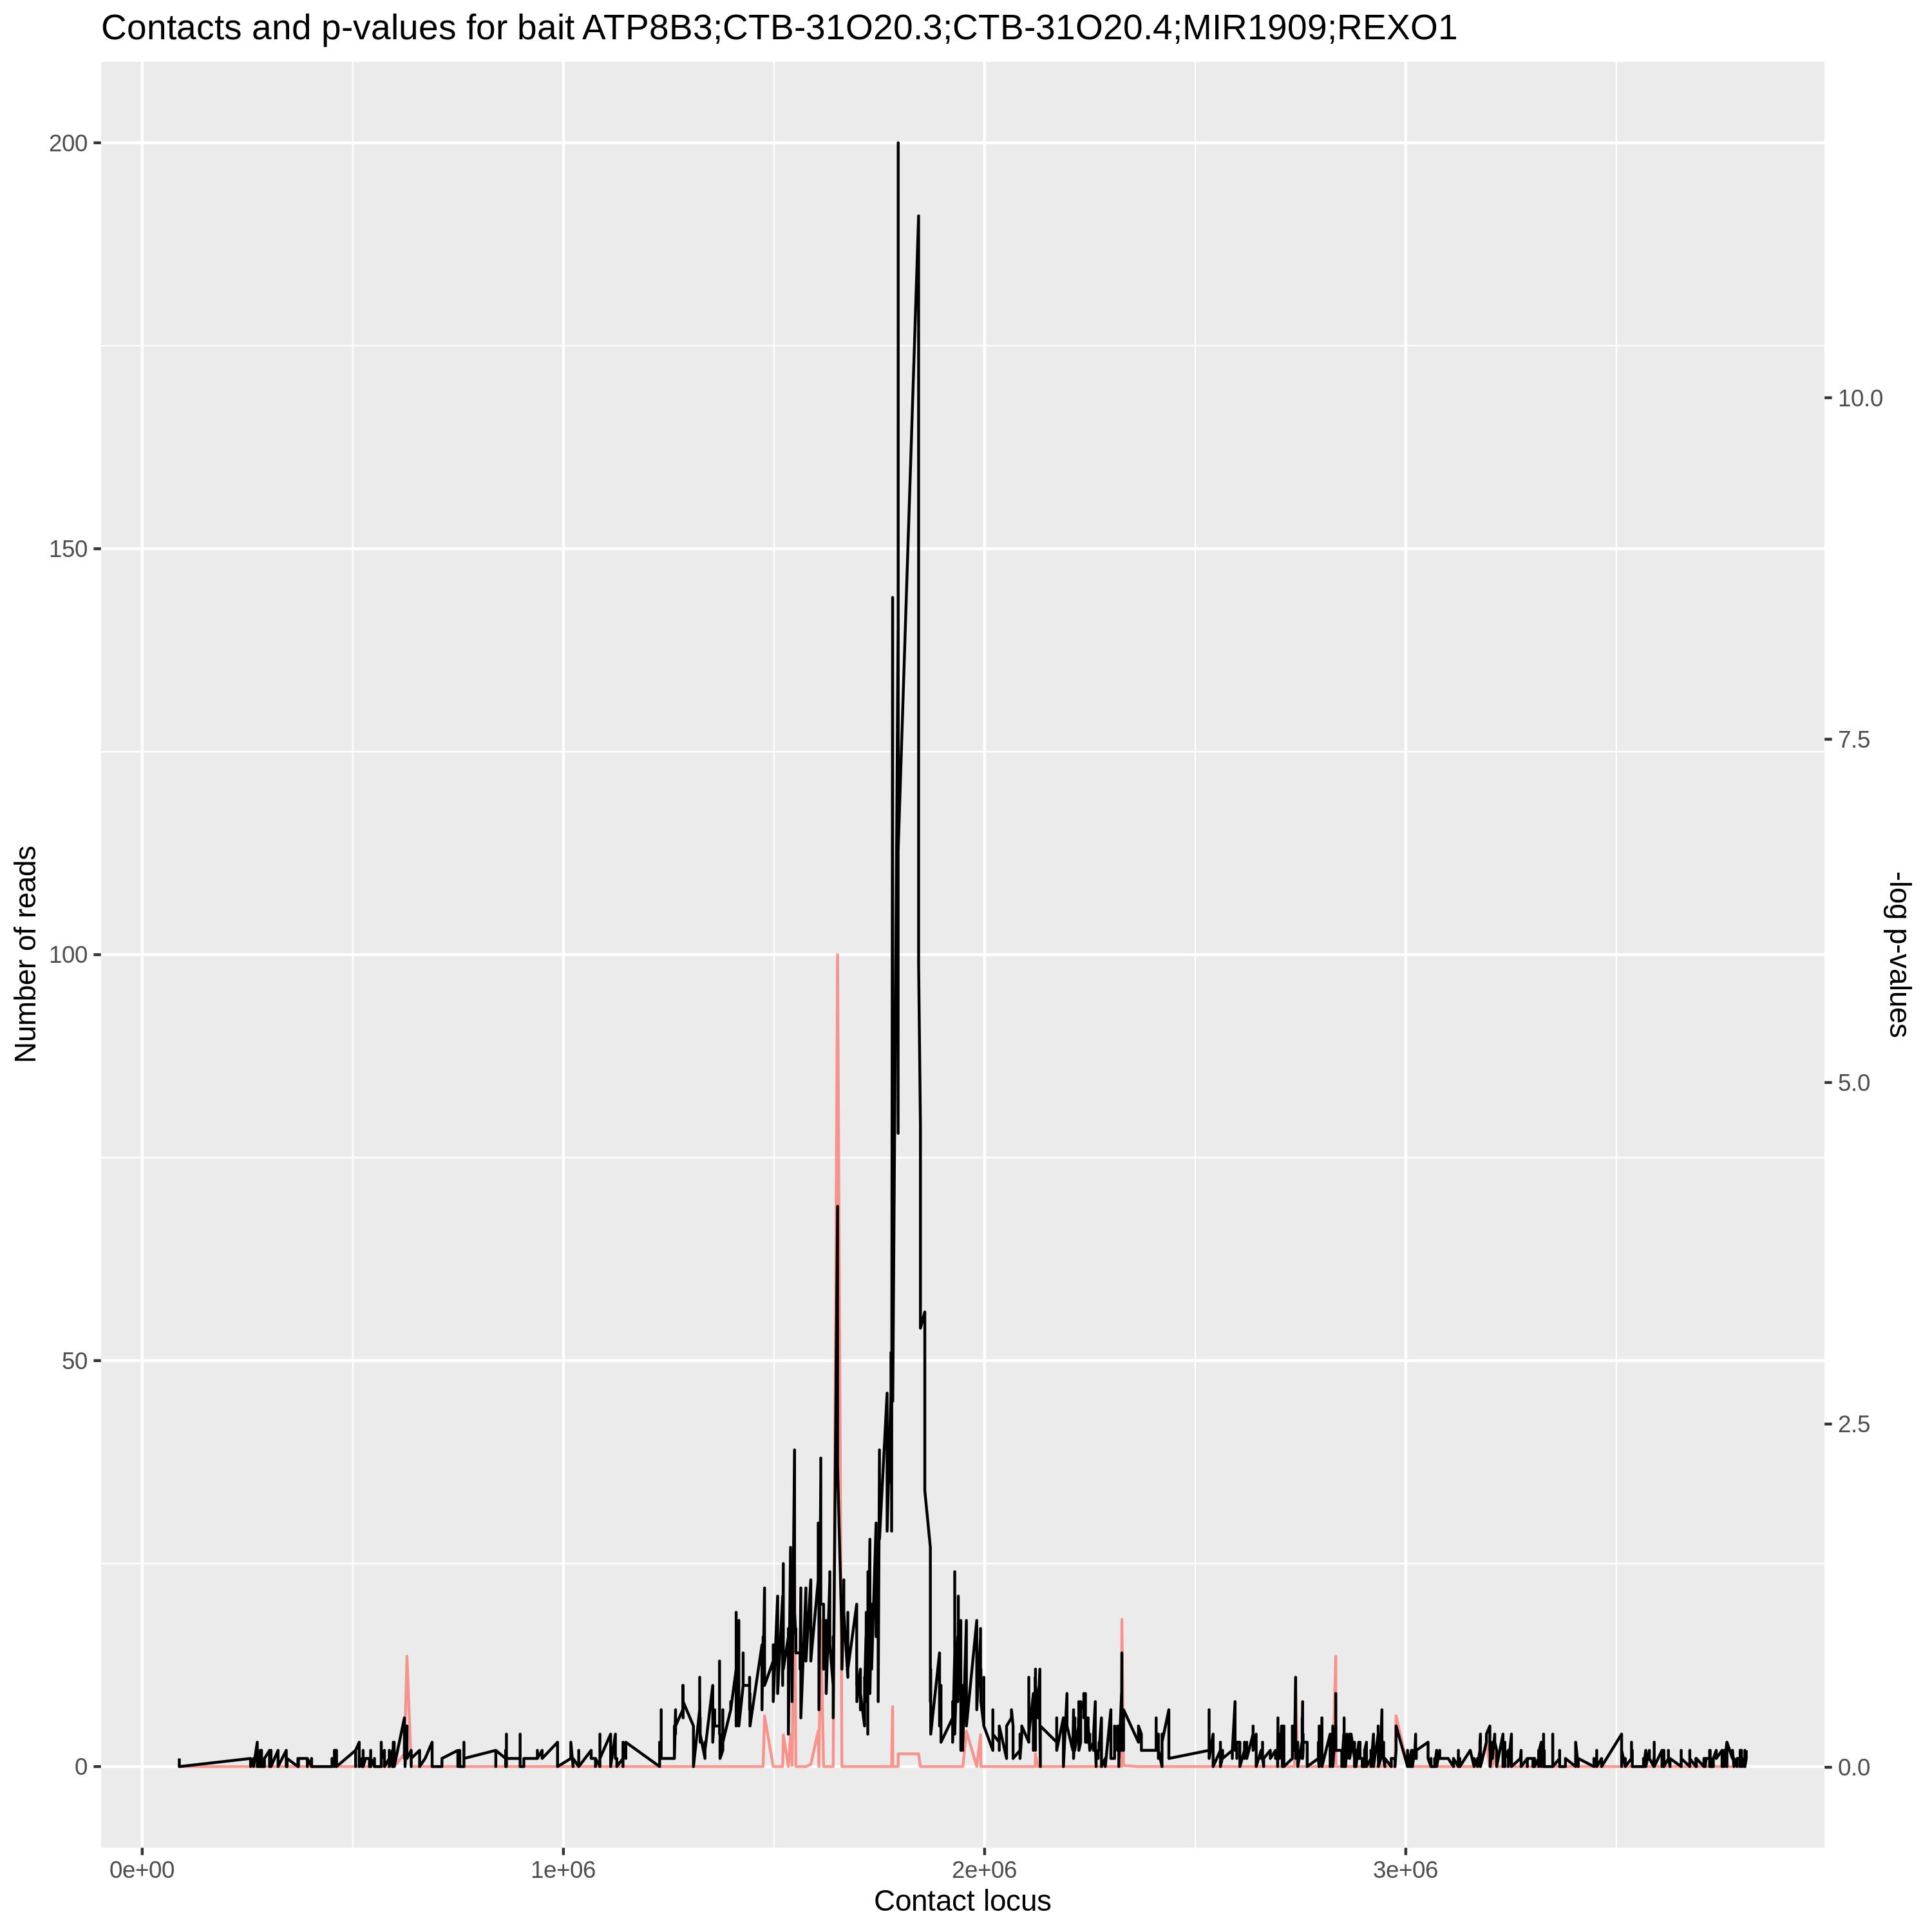 Contacts and p-values for bait ATP8B3;CTB-31O20.3;CTB-31O20.4;MIR1909;REXO1
200
150
100
50
0
Number of reads
10.0
7.5
5.0
2.5
0.0
-log p-values
0e+00
1e+06
2e+06
3e+06
Contact locus